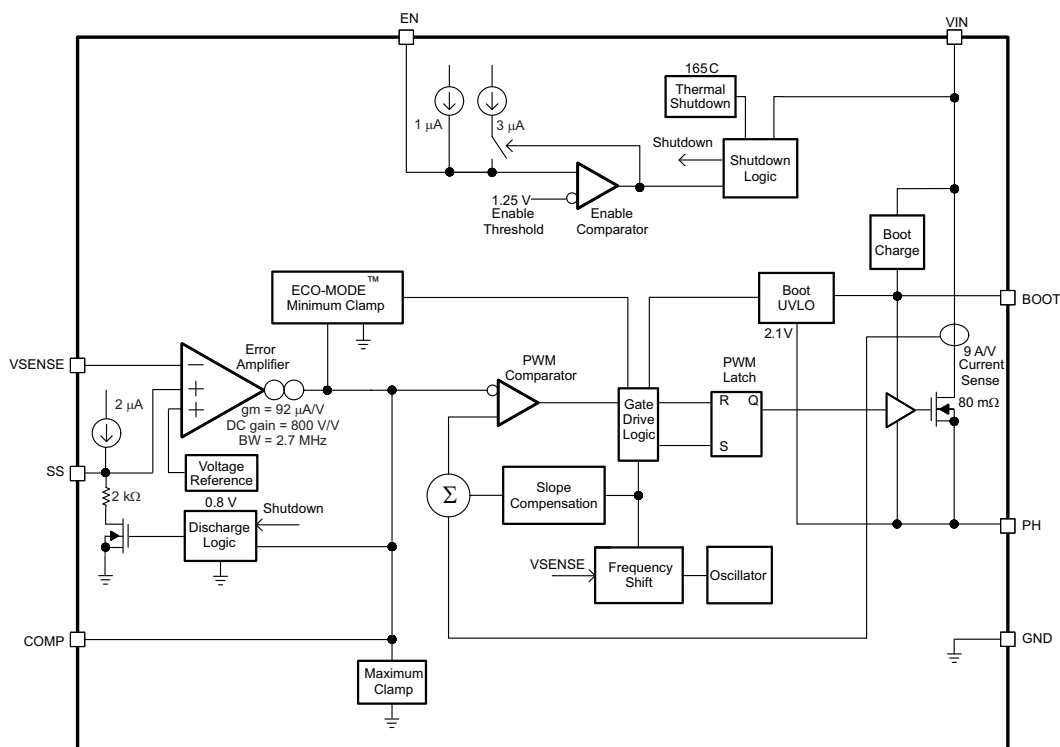 EN
VIN
165C
Thermal
Shutdown
1 μA
3 μA
Shutdown
Shutdown
Logic
1.25 V
Enable
Threshold
Enable
Comparator
Boot
Charge
ECO-MODE™
Minimum Clamp
Boot
UVLO
BOOT
2.1V
VSENSE
Error
Amplifier
PWM
Comparator
PWM
Latch
9 A/V
Current
Sense
2 μA
gm = 92 μA/V
DC gain = 800 V/V
BW = 2.7 MHz
Gate
Drive
Logic
R Q
S
80 mΩ
SS
Voltage
Reference
2 kΩ
0.8 V
Shutdown
Discharge
Logic
Σ
Slope
Compensation
PH
VSENSE
Frequency
Shift
Oscillator
COMP
GND
Maximum
Clamp